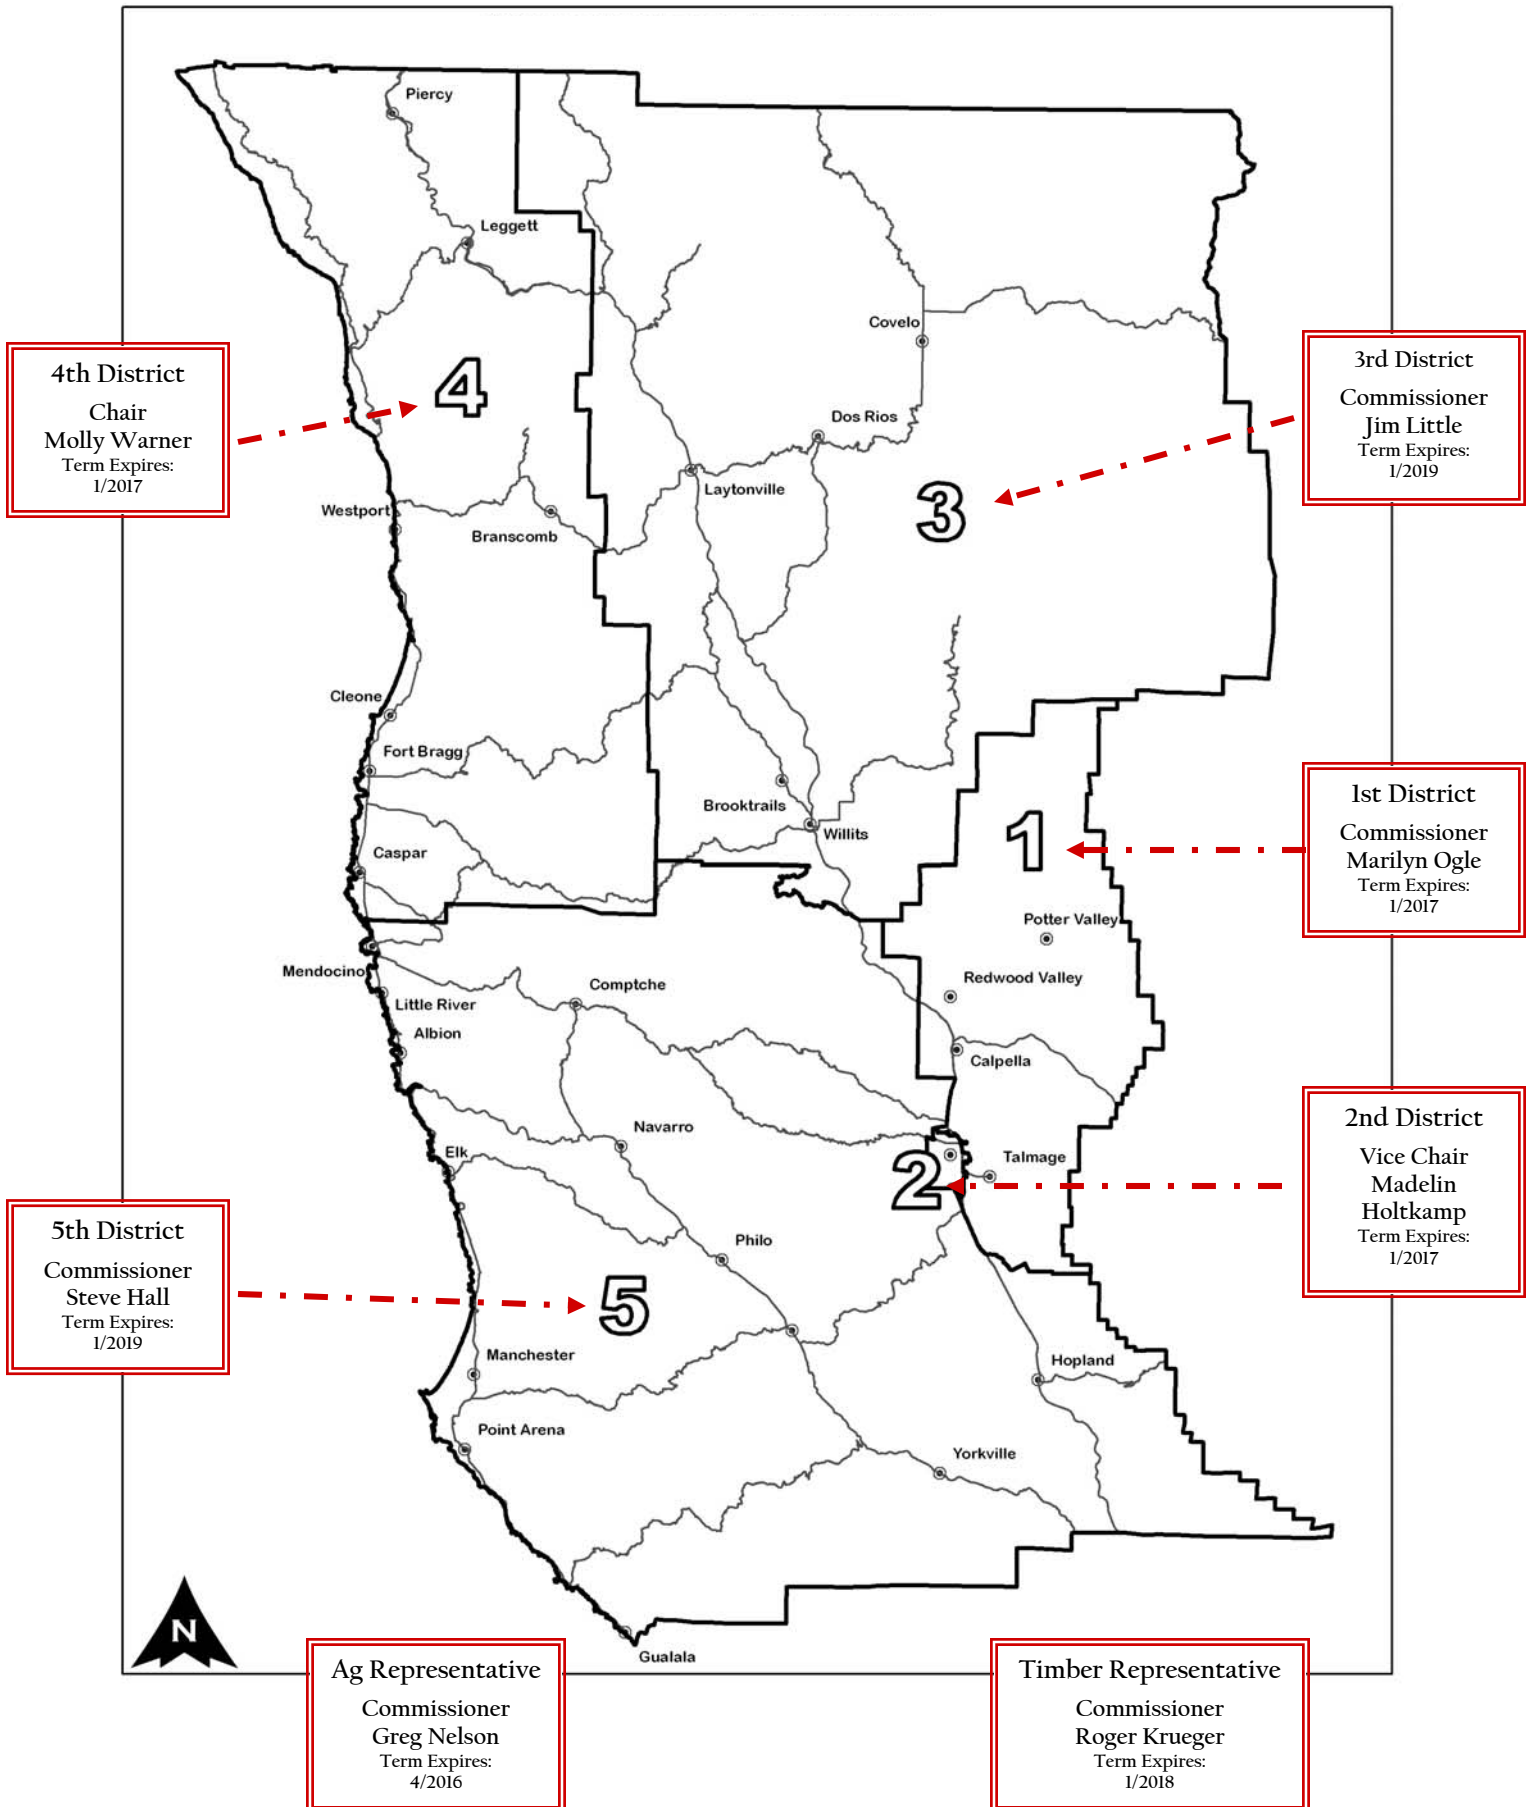 Piercy
Leggett
Covelo
4th District
Chair
Molly Warner
Term Expires:
1/2017
4
3rd District
Commissioner
Jim Little
Term Expires:
1/2019
Dos Rios
Laytonville
3
Westport
Branscomb
Cleone
Fort Bragg
Brooktrails
Willits
1
1st District
Commissioner
Marilyn Ogle
Term Expires:
1/2017
Caspar
Potter Valley
Mendocino
Redwood Valley
Comptche
Little River
Albion
Calpella
2nd District
Vice Chair
Madelin
Holtkamp
Term Expires:
1/2017
Navarro
Elk
Talmage
2
5th District
Commissioner
Steve Hall
Term Expires:
1/2019
Philo
5
Manchester
Hopland
Point Arena
Yorkville
N
Gualala
Ag Representative
Commissioner
Greg Nelson
Term Expires:
4/2016
Timber Representative
Commissioner
Roger Krueger
Term Expires:
1/2018